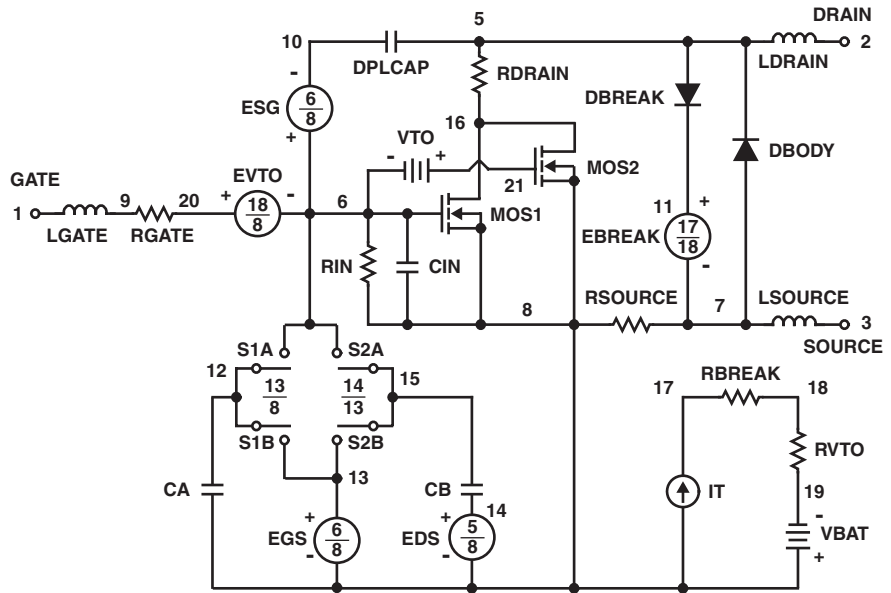 DRAIN
5
10
2
DPLCAP
LDRAIN
RDRAIN
- 
DBREAK
ESG
6
8
+
16
VTO
- +
DBODY
GATE
EVTO
MOS2
9 20
+ -
18
8
6
21
11
+
1
MOS1
EBREAK
17
18
LGATE
RGATE
-
RIN
CIN
8
RSOURCE
7
LSOURCE
3
SOURCE
S1A
S2A
12
13
8
14
13
15
RBREAK
17
18
S1B
S2B
RVTO
13
CA
CB
IT
19
-
+
14
+
VBAT
EGS
6
8
EDS
5
8
+
-
-